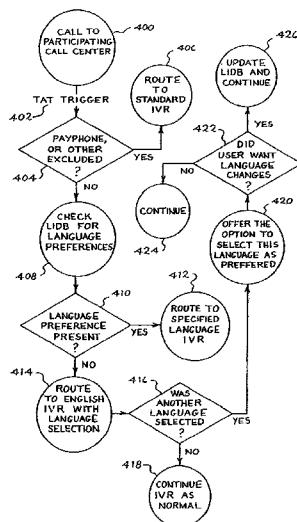 CALL TO
PARTICIPATING
CALL CENTER
400
TAT TRIGGER
402
PAYPHONE,
OR OTHER
EXCLUDED
?
404
YES
NO
406
ROUTE
TO
STANDARD
IVR
CHECK
LIDB FOR
LANGUAGE
PREFERENCES
408
410
LANGUAGE
PREFERENCE
PRESENT
?
YES
NO
412
ROUTE TO
SPECIFIED
LANGUAGE
IVR
414
ROUTE
TO ENGLISH
IVR WITH
LANGUAGE
SELECTION
416
WAS
ANOTHER
LANGUAGE
SELECTED
?
YES
NO
418
CONTINUE
IVR AS
NORMAL
420
OFFER THE
OPTION TO
SELECT THIS
LANGUAGE AS
PREFFERED
422
DID
USER WANT
LANGUAGE
CHANGES
?
NO
YES
CONTINUE
424
426
UPDATE
LIDB AND
CONTINUE